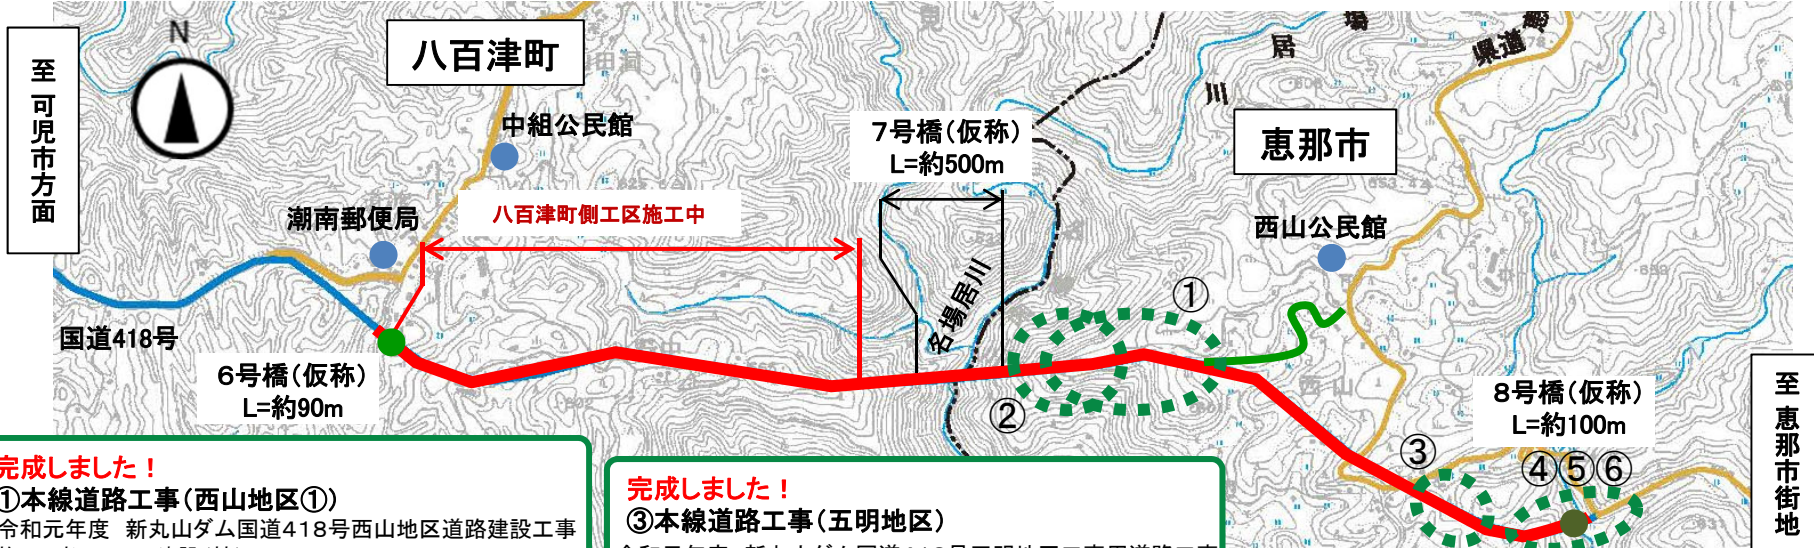 N
至 可児市方面
八百津町
中組公民館
潮南郵便局
八百津町側工区施工中
国道418号
6号橋(仮称)
L=約90m
7号橋(仮称)
L=約500m
名場居川
居
川
県道
恵那市
西山公民館
西山
①
②
8号橋(仮称)
L=約100m
③
④⑤⑥
至 恵那市街地
完成しました!
①本線道路工事(西山地区①)
令和元年度 新丸山ダム国道418号西山地区道路建設工事
完成しました!
③本線道路工事(五明地区)